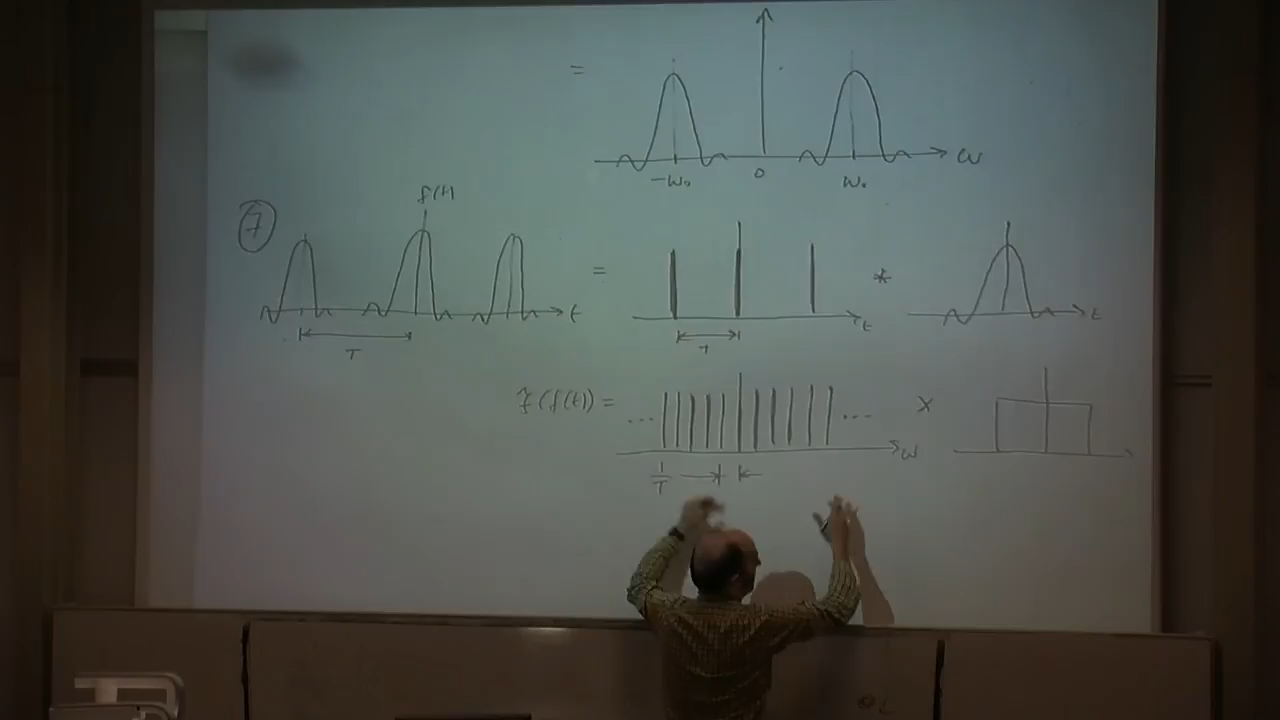 =
-ω₀ 0 ω₀ ω
⑦ f(t)
t = t * t
T T
F(f(t)) = ... ... ω ×
1/T